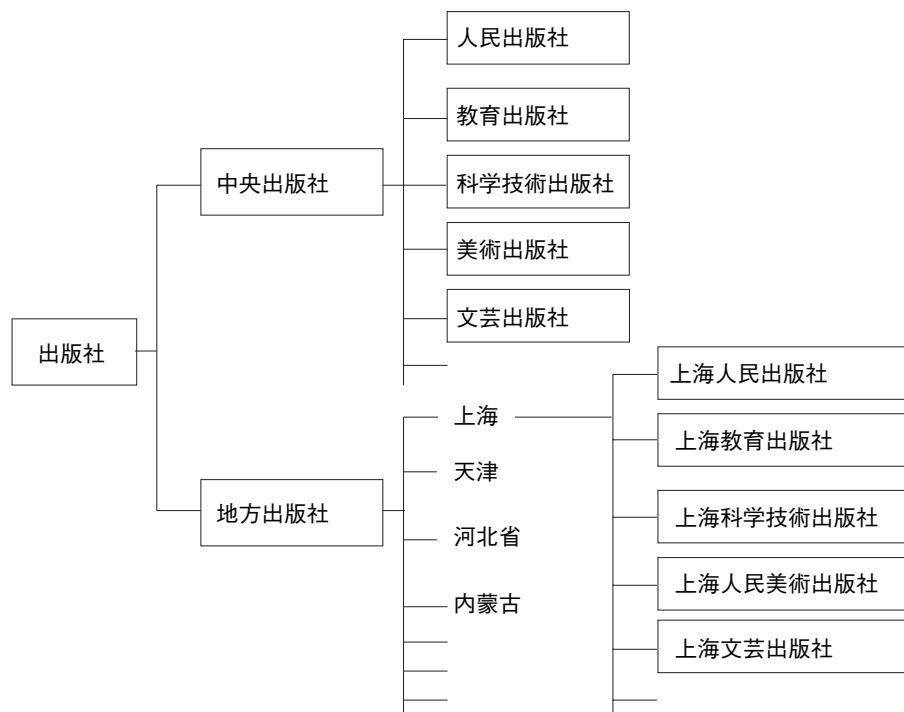 人民出版社
教育出版社
中央出版社
科学技術出版社
美術出版社
文芸出版社
出版社
上海人民出版社
上海
上海教育出版社
天津
地方出版社
上海科学技術出版社
河北省
上海人民美術出版社
内蒙古
上海文芸出版社